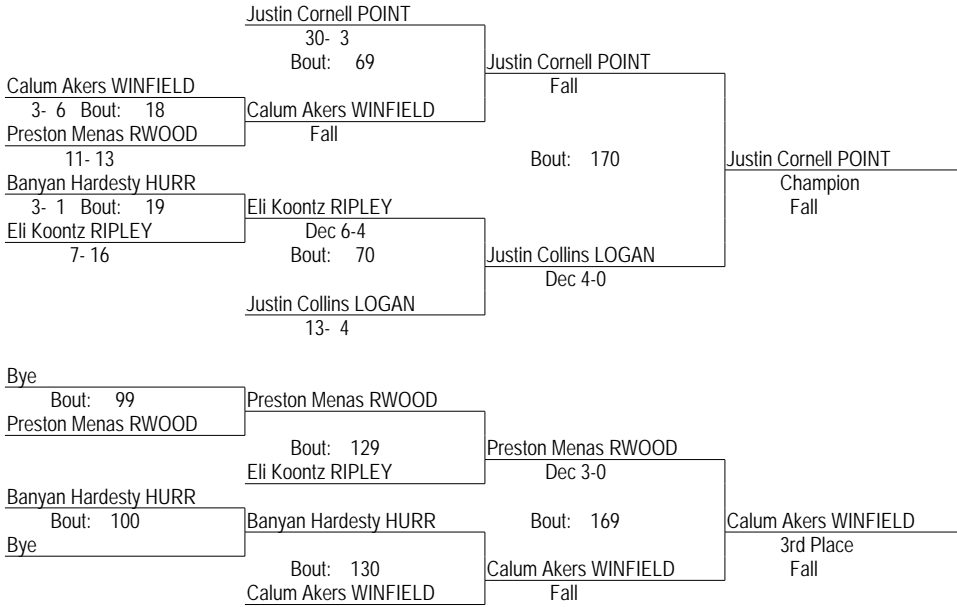 Justin Cornell POINT
30- 3
Bout: 69 Justin Cornell POINT
Calum Akers WINFIELD Fall
3- 6 Bout: 18 Calum Akers WINFIELD
Preston Menas RWOOD Fall
11- 13 Bout: 170 Justin Cornell POINT
Banyan Hardesty HURR Champion
3- 1 Bout: 19 Eli Koontz RIPLEY Fall
Eli Koontz RIPLEY Dec 6-4
7- 16 Bout: 70 Justin Collins LOGAN
Dec 4-0
Justin Collins LOGAN
13- 4
Bye
Bout: 99 Preston Menas RWOOD
Preston Menas RWOOD
Bout: 129 Preston Menas RWOOD
Eli Koontz RIPLEY Dec 3-0
Banyan Hardesty HURR
Bout: 100 Banyan Hardesty HURR Bout: 169 Calum Akers WINFIELD
Bye 3rd Place
Bout: 130 Calum Akers WINFIELD Fall
Calum Akers WINFIELD Fall